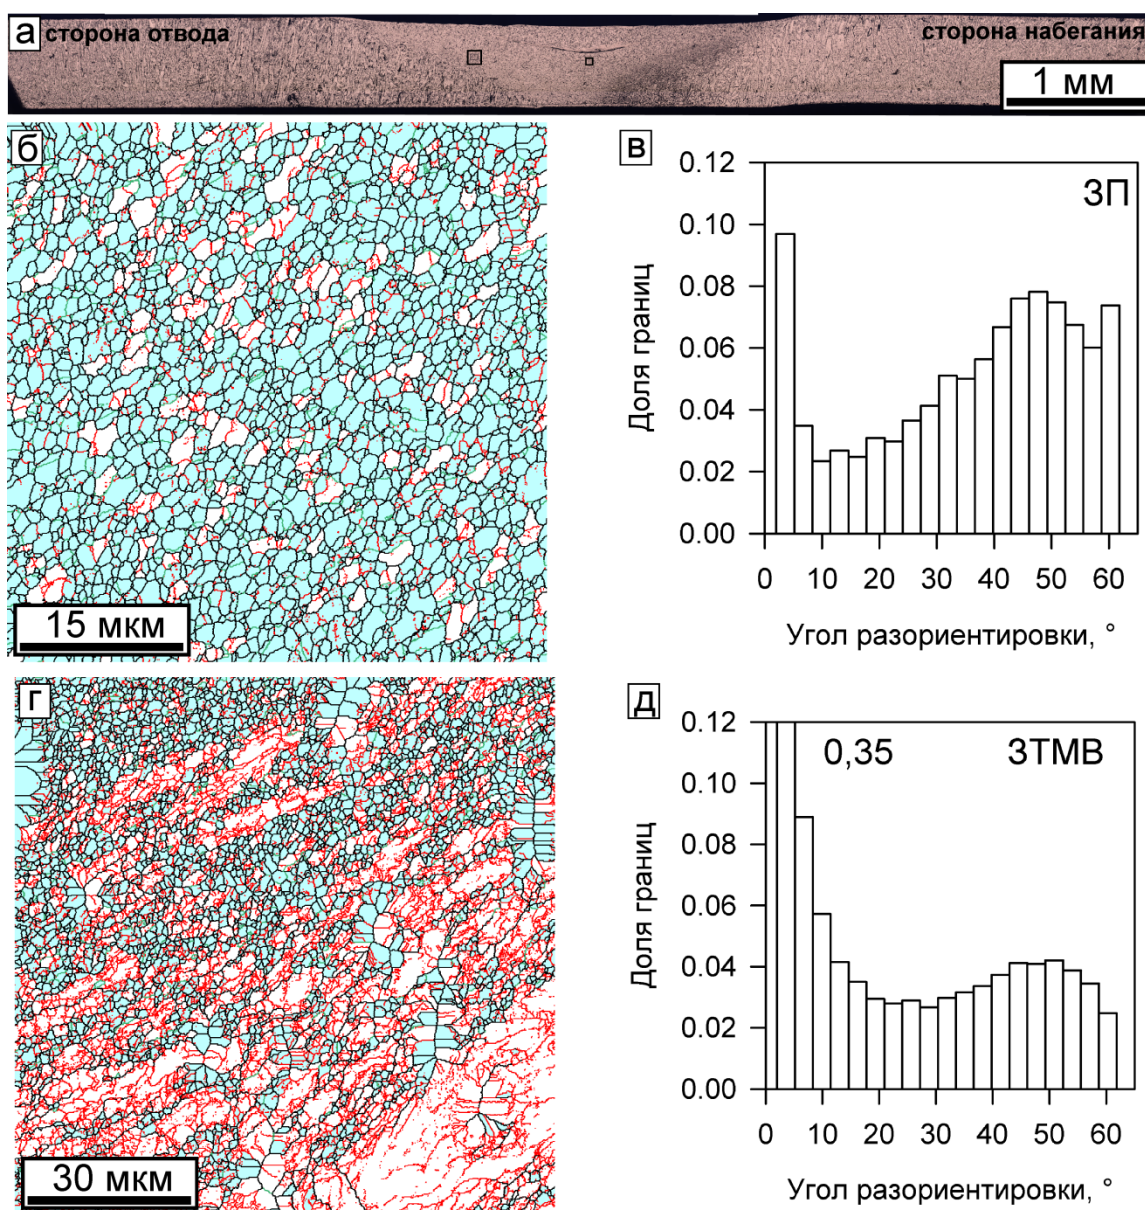 а
сторона отвода
сторона набегания
1 мм
б
15 мкм
в
ЗП
0.12
0.10
0.08
0.06
0.04
0.02
0.00
Доля границ
0 10 20 30 40 50 60
Угол разориентировки, °
г
30 мкм
д
0,35
ЗТМВ
0.12
0.10
0.08
0.06
0.04
0.02
0.00
Доля границ
0 10 20 30 40 50 60
Угол разориентировки, °